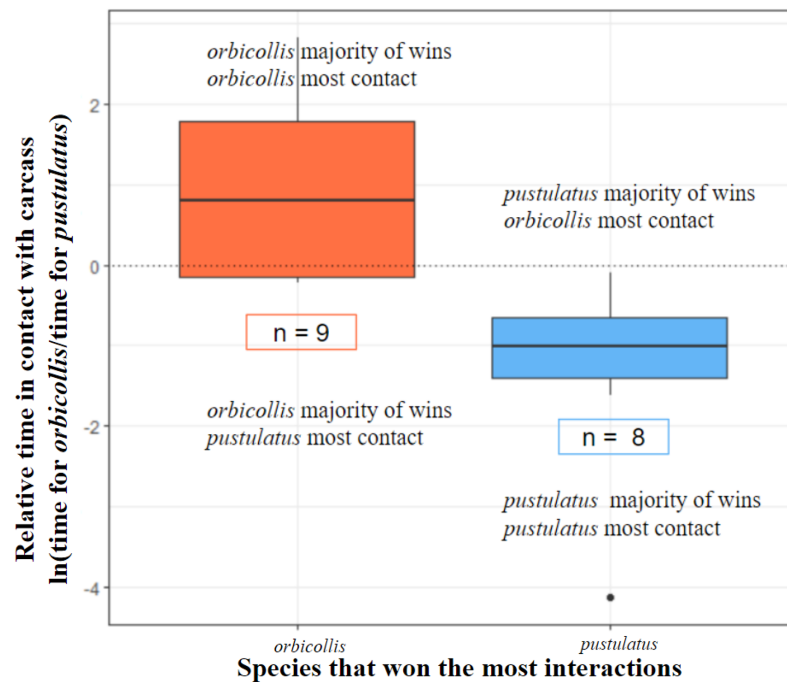 Relative time in contact with carcass
ln(time for orbicollis/time for pustulatus)
2
0
-2
-4
orbicollis majority of wins
orbicollis most contact
pustulatus majority of wins
orbicollis most contact
n = 9
orbicollis majority of wins
pustulatus most contact
n = 8
pustulatus majority of wins
pustulatus most contact
orbicollis
pustulatus
Species that won the most interactions